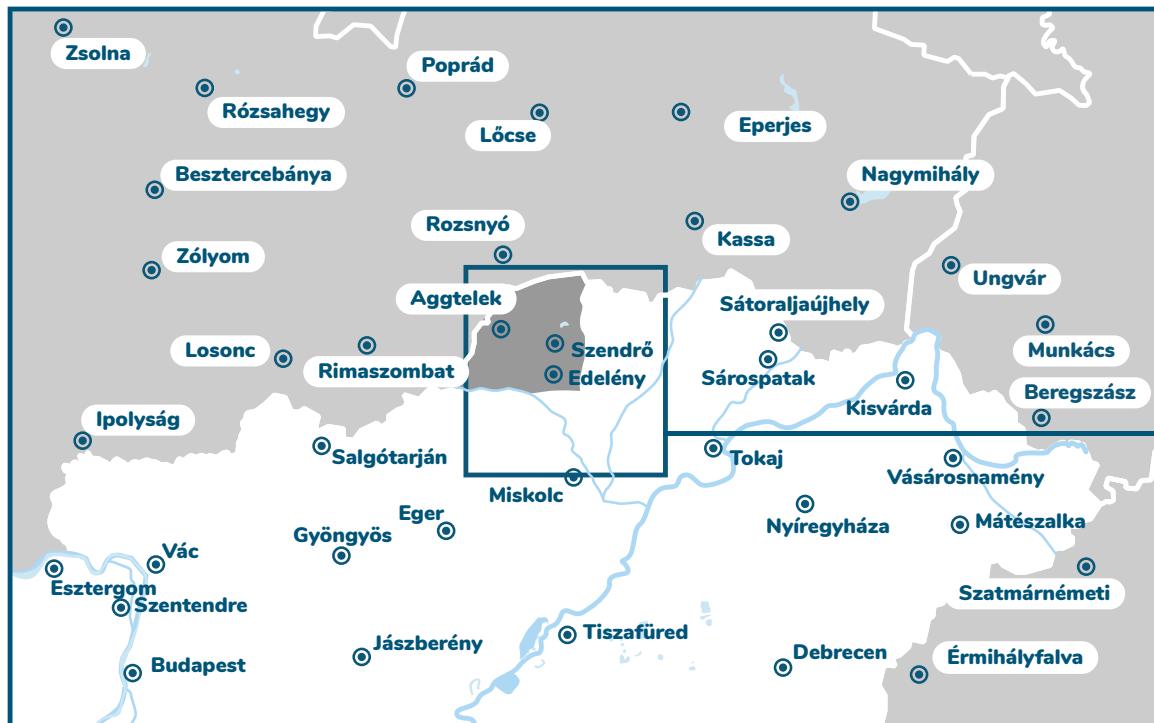 Zsolna
Poprád
Rózsahegy
Lőcse
Eperjes
Besztercebánya
Nagymihály
Rozsnyó
Kassa
Zólyom
Ungvár
Aggtelek
Sátoraljaújhely
Losonc
Rimaszombat
Szendrő
Munkács
Edelény
Sárospatak
Beregszász
Kisvárda
Ipolyság
Salgótarján
Tokaj
Vásárosnamény
Miskolc
Eger
Nyíregyháza
Mátészalka
Gyöngyös
Vác
Esztergom
Szatmárnémeti
Szentendre
Tiszafüred
Jászberény
Debrecen
Érmihályfalva
Budapest